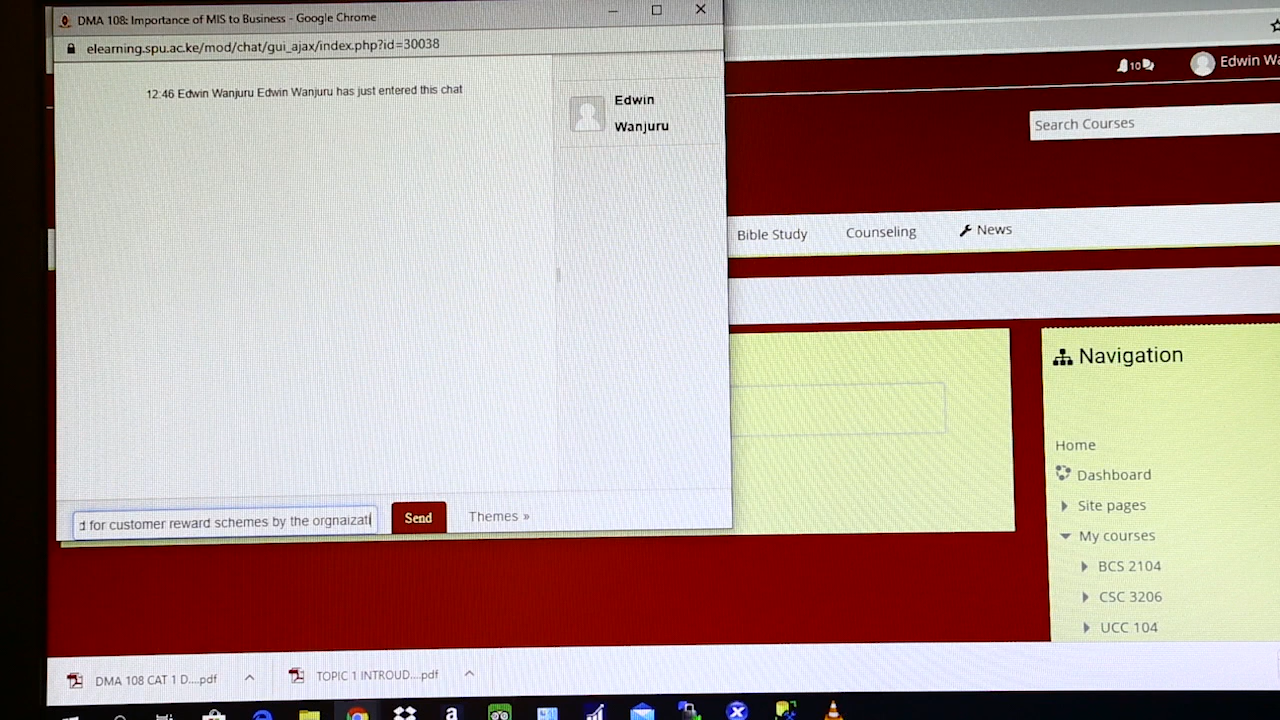 DMA 108: Importance of MIS to Business - Google Chrome
elearning.spu.ac.ke/mod/chat/gui_ajax/index.php?id=30038
12:46 Edwin Wanjuru Edwin Wanjuru has just entered this chat
Edwin
Wanjuru
10
Edwin Wa
Search Courses
Bible Study
Counseling
News
Navigation
Home
Dashboard
Site pages
My courses
BCS 2104
CSC 3206
UCC 104
d for customer reward schemes by the orgnaizati
Send
Themes »
DMA 108 CAT 1 D....pdf
TOPIC 1 INTROUD....pdf